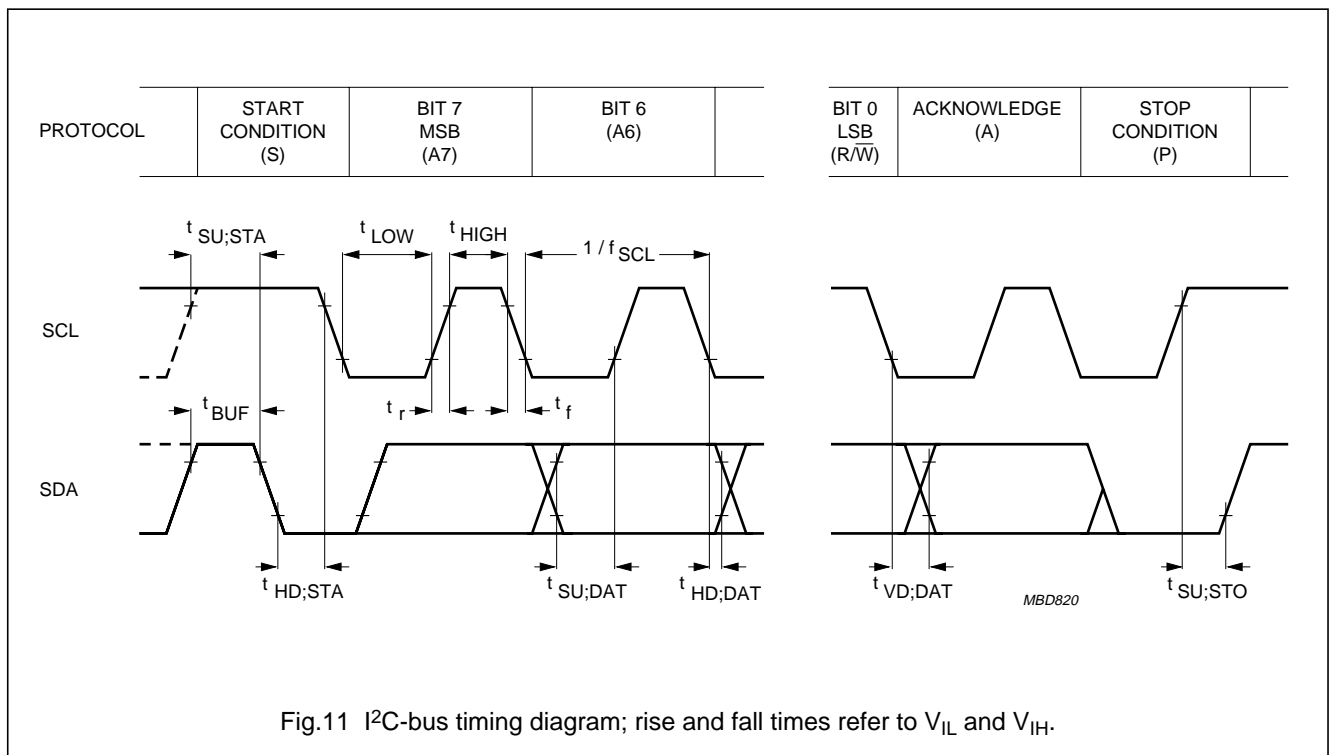 PROTOCOL
START
CONDITION
(S)
BIT 7
MSB
(A7)
BIT 6
(A6)
BIT 0
LSB
(R/W̅)
ACKNOWLEDGE
(A)
STOP
CONDITION
(P)
t SU;STA
t LOW
t HIGH
1 / f SCL
SCL
t BUF
t r
t f
SDA
t HD;STA
t SU;DAT
t HD;DAT
t VD;DAT
MBD820
t SU;STO
Fig.11 I²C-bus timing diagram; rise and fall times refer to VIL and VIH.